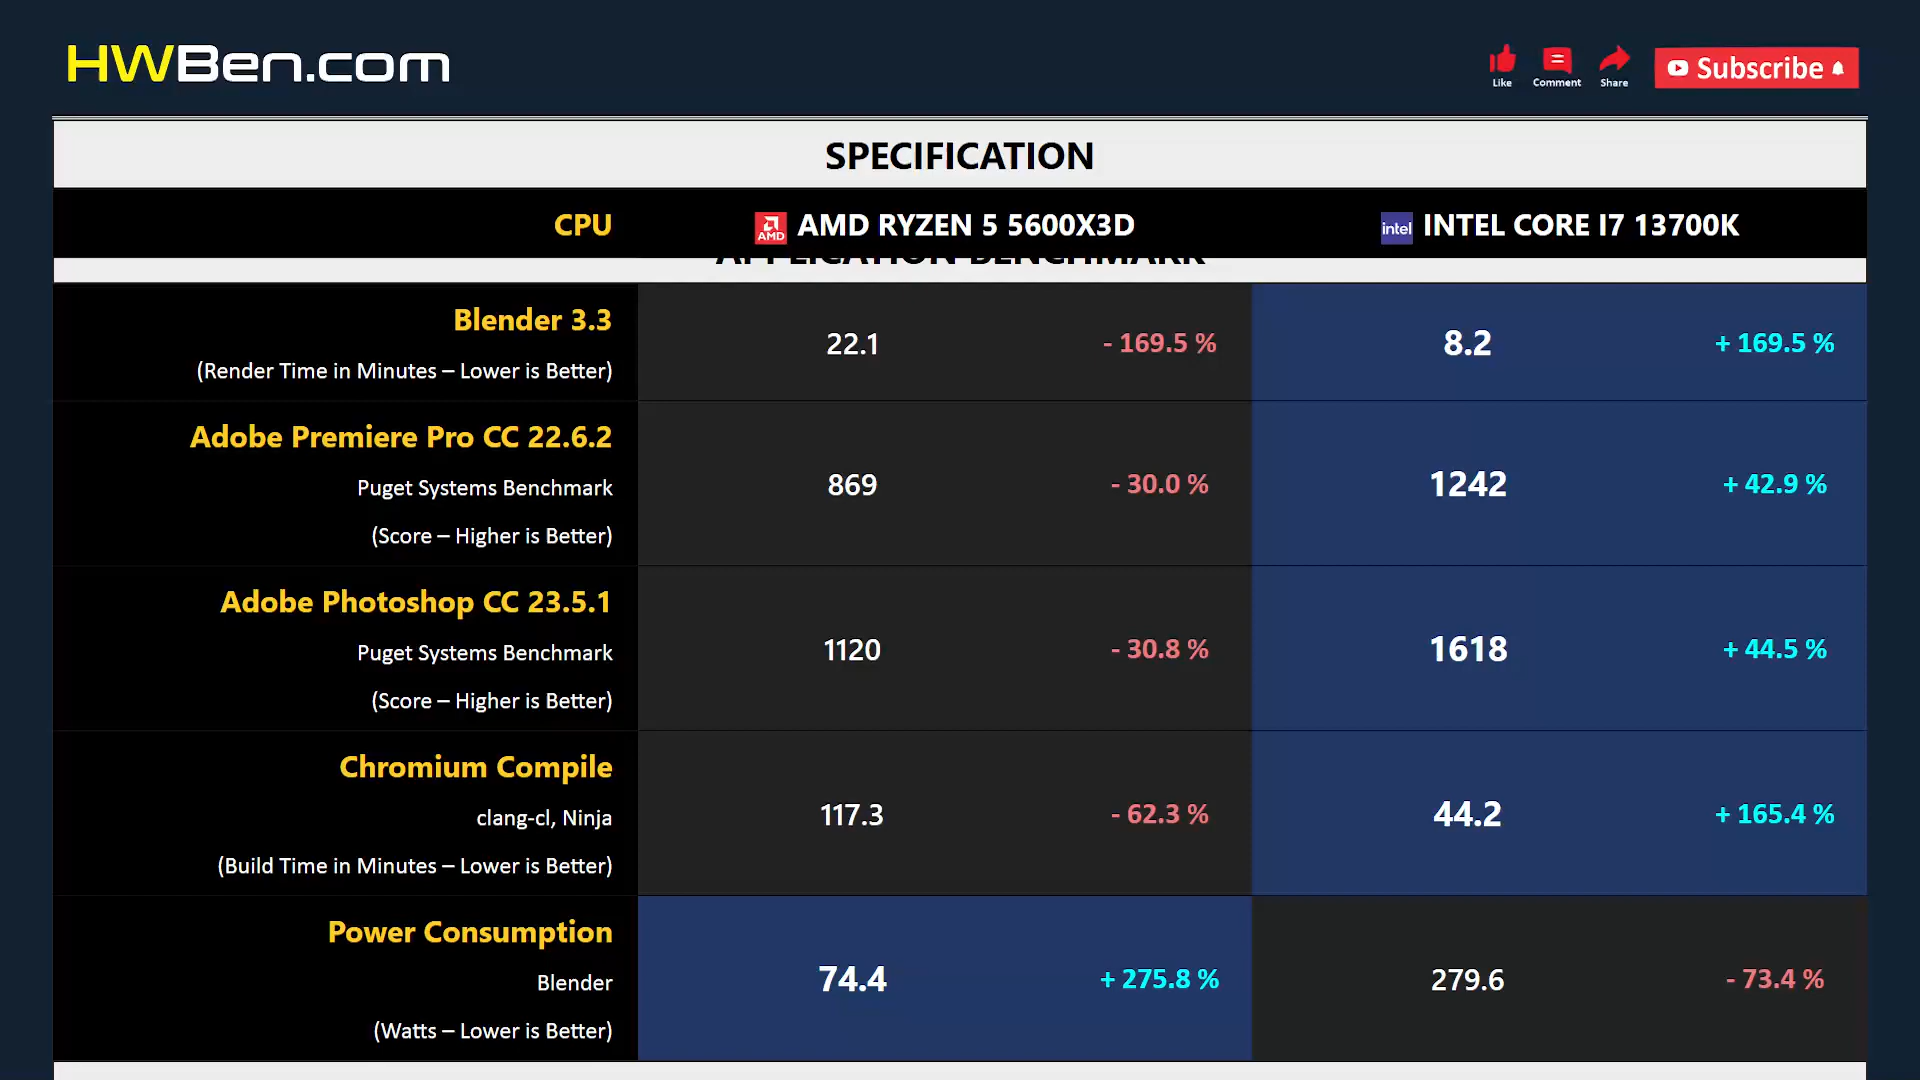 HWBen.com
Like
Comment
Share
Subscribe
SPECIFICATION
CPU
AMD
AMD RYZEN 5 5600X3D
intel
INTEL CORE I7 13700K
APPLICATION BENCHMARK
Blender 3.3
(Render Time in Minutes – Lower is Better)
22.1
- 169.5 %
8.2
+ 169.5 %
Adobe Premiere Pro CC 22.6.2
Puget Systems Benchmark
(Score – Higher is Better)
869
- 30.0 %
1242
+ 42.9 %
Adobe Photoshop CC 23.5.1
Puget Systems Benchmark
(Score – Higher is Better)
1120
- 30.8 %
1618
+ 44.5 %
Chromium Compile
clang-cl, Ninja
(Build Time in Minutes – Lower is Better)
117.3
- 62.3 %
44.2
+ 165.4 %
Power Consumption
Blender
(Watts – Lower is Better)
74.4
+ 275.8 %
279.6
- 73.4 %